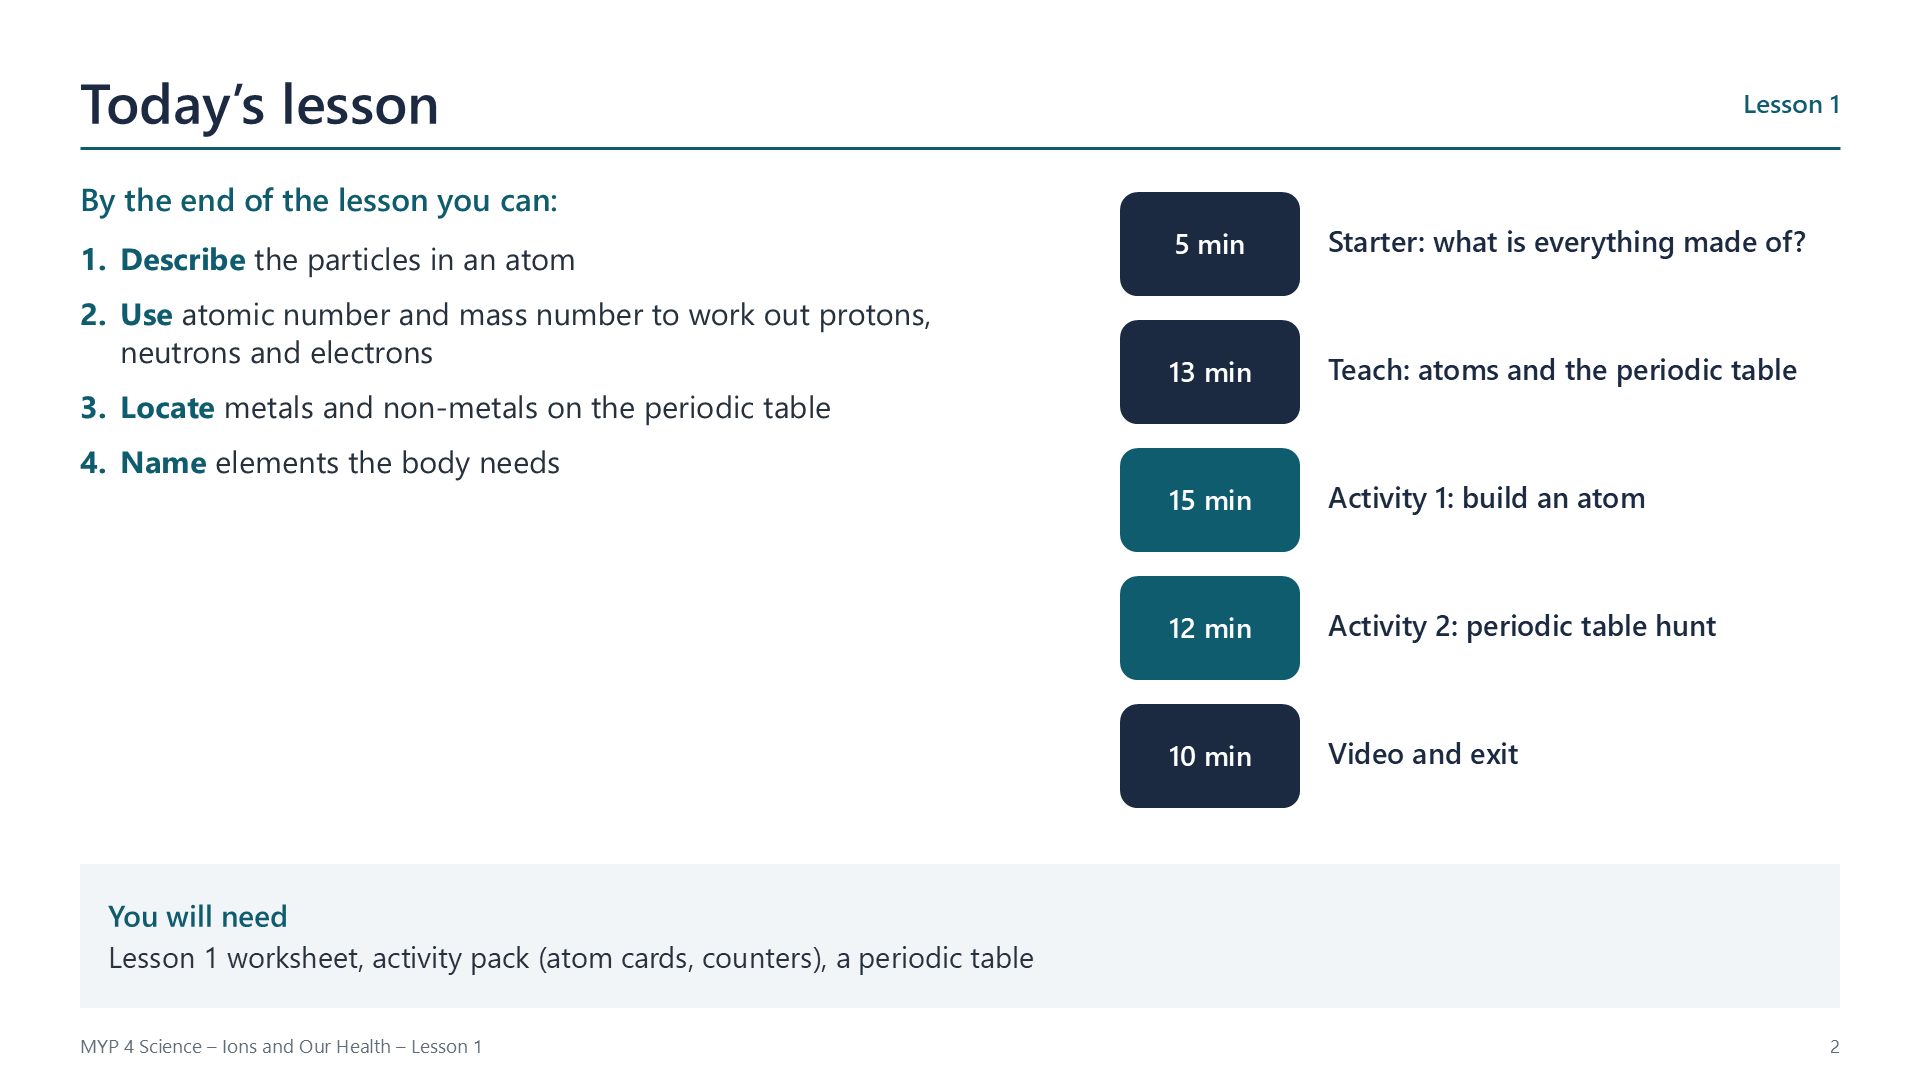 Today’s lesson
Lesson 1
By the end of the lesson you can:
1. Describe the particles in an atom
2. Use atomic number and mass number to work out protons,
neutrons and electrons
3. Locate metals and non-metals on the periodic table
4. Name elements the body needs
5 min
Starter: what is everything made of?
13 min
Teach: atoms and the periodic table
15 min
Activity 1: build an atom
12 min
Activity 2: periodic table hunt
10 min
Video and exit
You will need
Lesson 1 worksheet, activity pack (atom cards, counters), a periodic table
MYP 4 Science – Ions and Our Health – Lesson 1
2